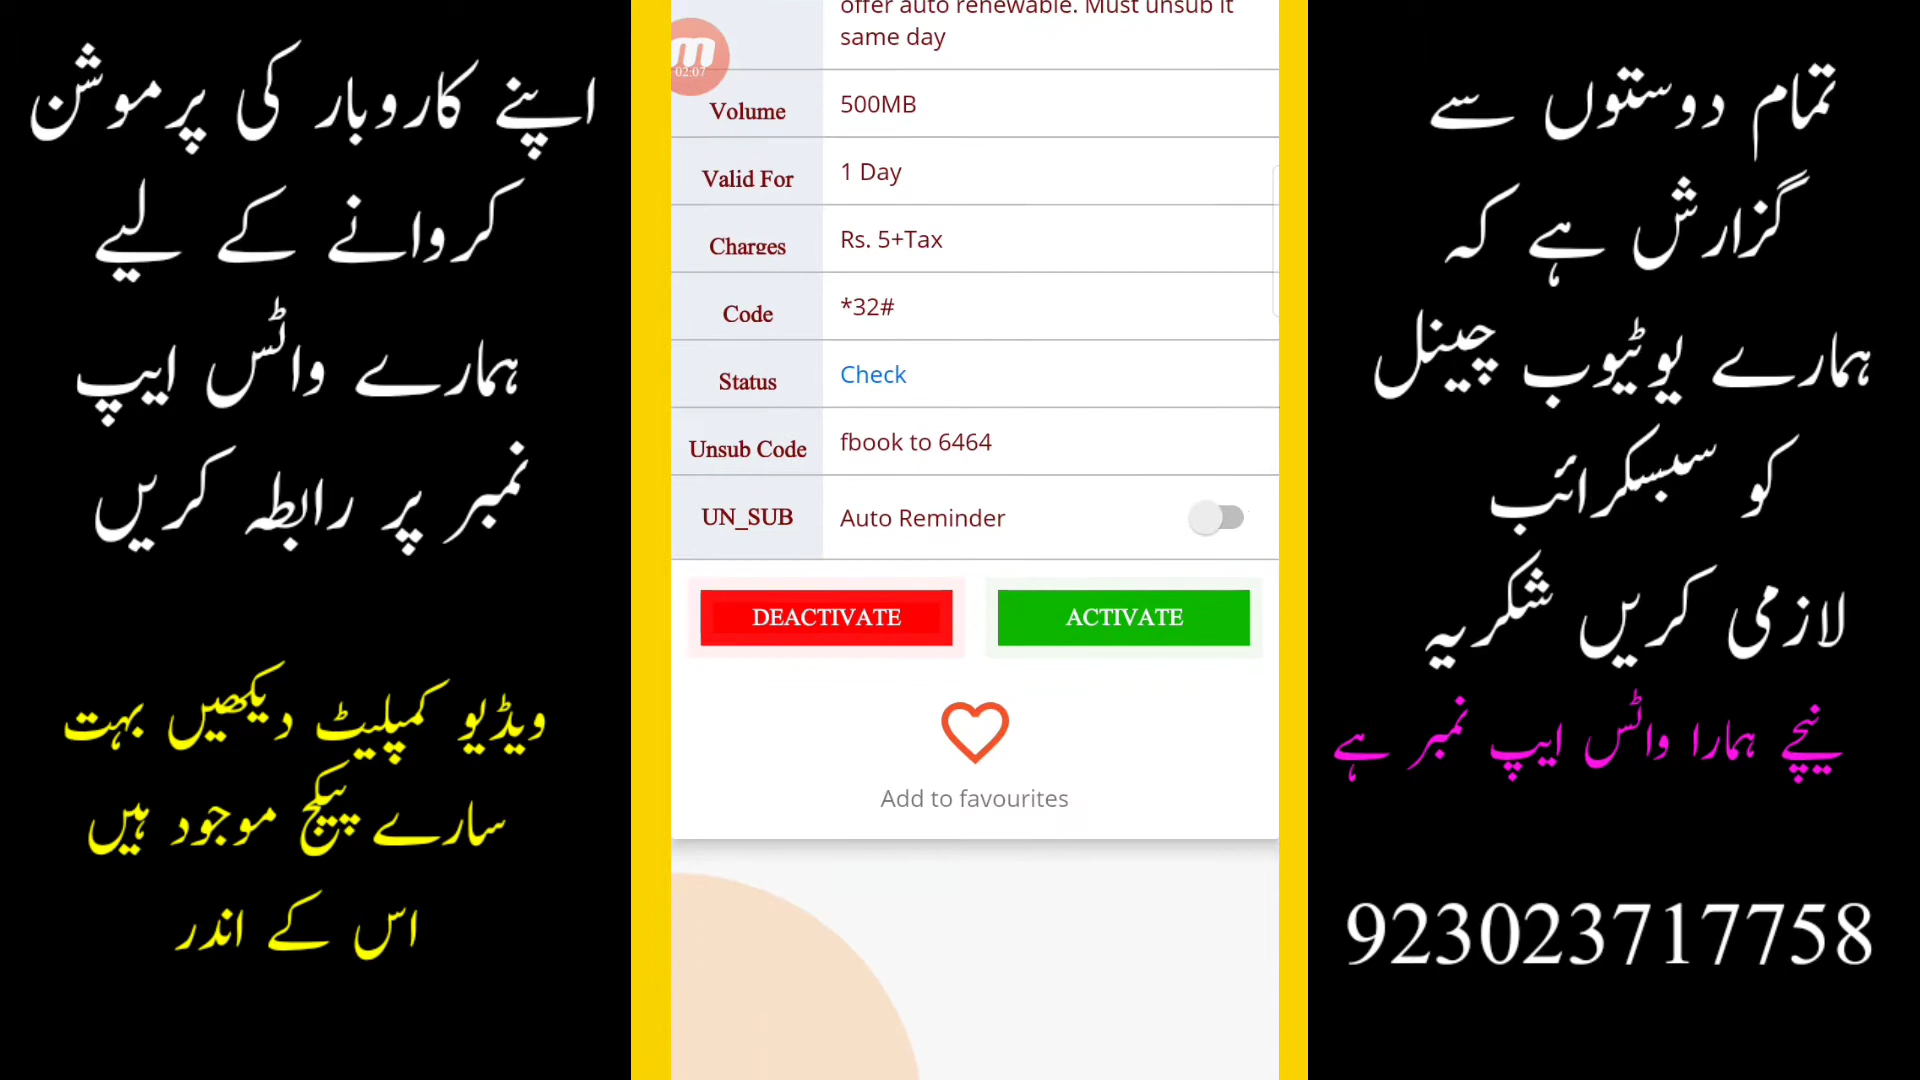 اپنے کاروبار کی پرموشن
کروانے کے لیے
ہمارے واٹس ایپ
نمبر پر رابطہ کریں
ویڈیو کمپلیٹ دیکھیں بہت
سارے پیکج موجود ہیں
اس کے اندر
offer auto renewable. Must unsub it
same day
02:07
Volume 500MB
Valid For 1 Day
Charges Rs. 5+Tax
Code *32#
Status Check
Unsub Code fbook to 6464
UN_SUB Auto Reminder
DEACTIVATE ACTIVATE
Add to favourites
تمام دوستوں سے
گزارش ہے کہ
ہمارے یوٹیوب چینل
کو سبسکرائب
لازمی کریں شکریہ
نیچے ہمارا واٹس ایپ نمبر ہے
923023717758